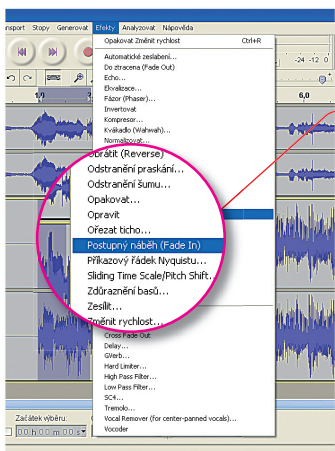 nsport Stopy Generovat Efekty Analyzovat Nápověda
Opakovat Změnit rychlost Ctrl+R
Automatické zeslabení...
Do ztracena (Fade Out)
Echo...
Ekvalizace...
Fázor (Phaser)...
Invertovat
Kompresor...
Kvákadlo (Wahwah)...
Normalizovat...
-24 -12 0
1,0
6,0
Obrátit (Reverse)
Odstranění praskání...
Odstranění šumu...
Opakovat...
Opravit
Ořezat ticho...
Postupný náběh (Fade In)
Příkazový řádek Nyquistu...
Sliding Time Scale/Pitch Shift...
Zdůraznění basů...
Zesílit...
Změnit rychlost...
Cross Fade Out
Delay...
GVerb...
Hard Limiter...
High Pass Filter...
Low Pass Filter...
SC4...
Tremolo...
Vocal Remover (for center-panned vocals)...
Vocoder
Začátek výběru:
00 h 00 m 00 s